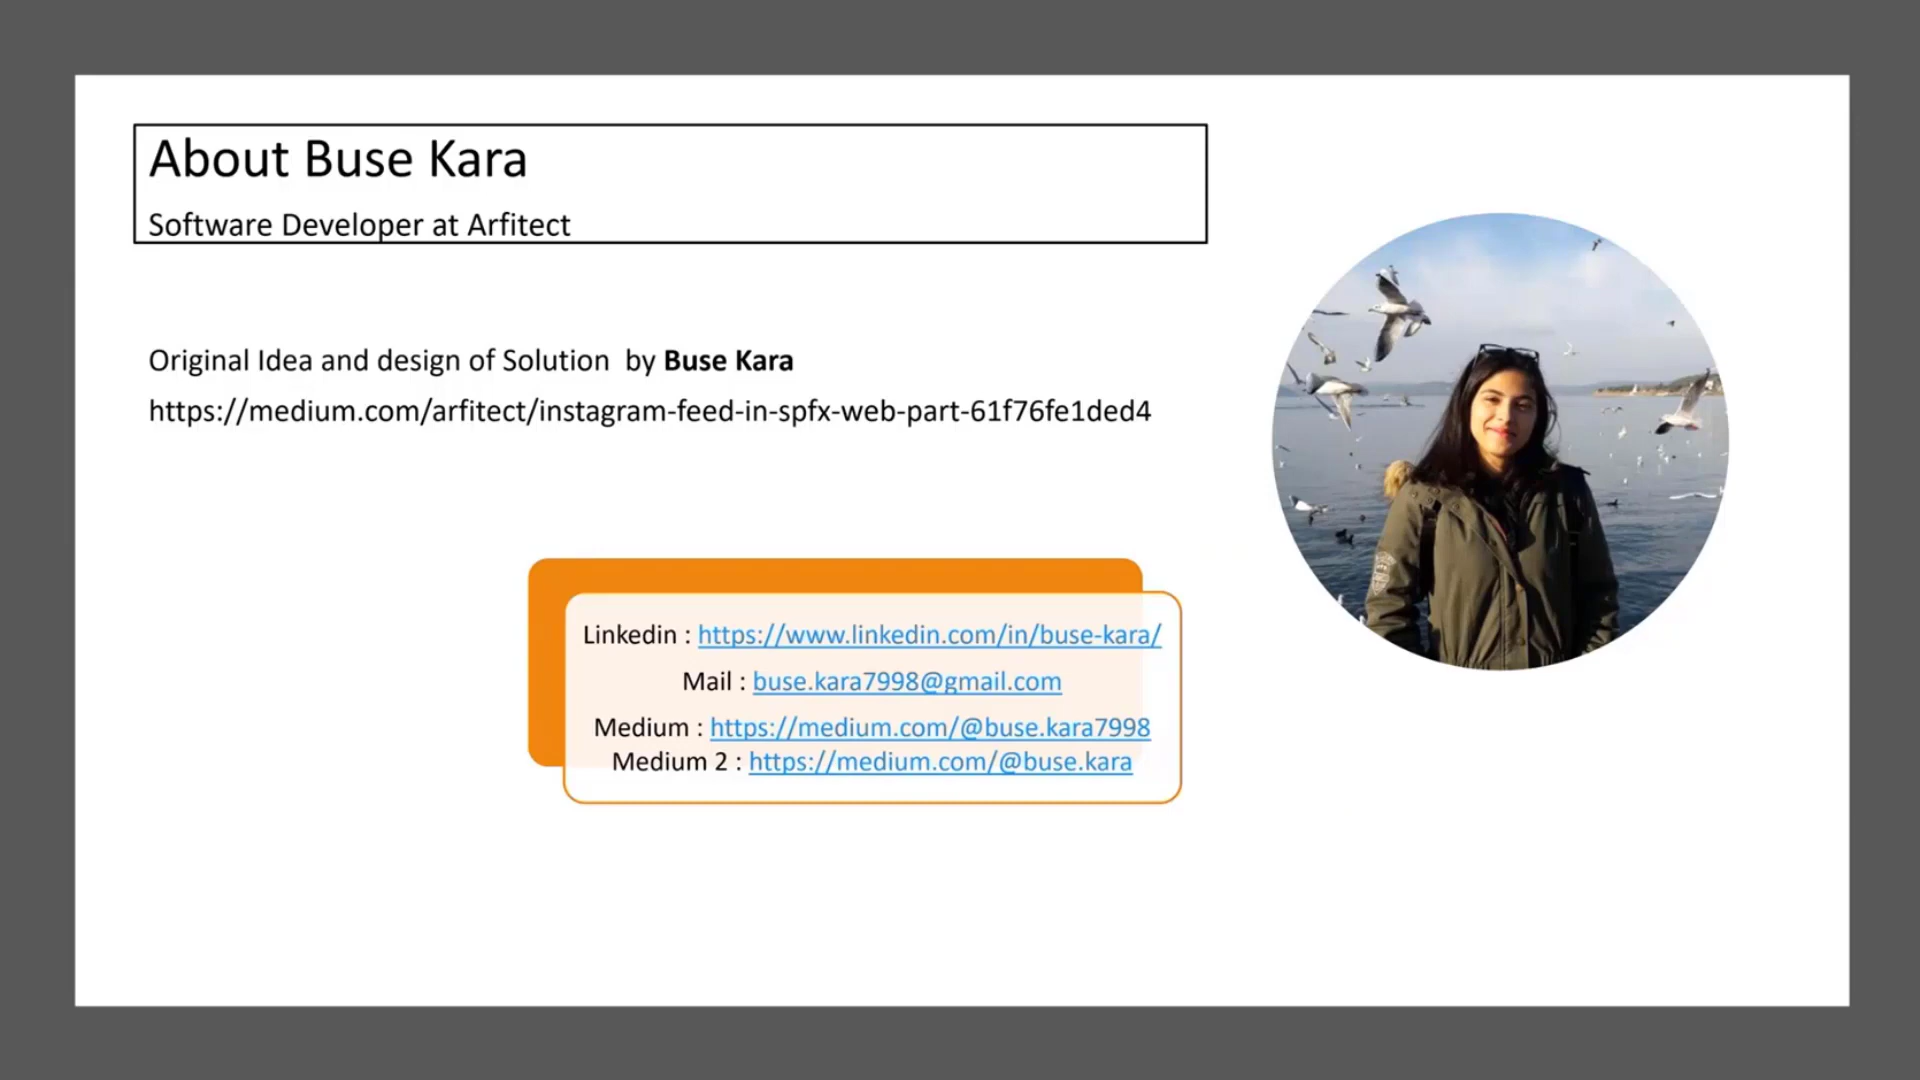 About Buse Kara
Software Developer at Arfitect
Original Idea and design of Solution  by Buse Kara
https://medium.com/arfitect/instagram-feed-in-spfx-web-part-61f76fe1ded4
Linkedin : https://www.linkedin.com/in/buse-kara/
Mail : buse.kara7998@gmail.com
Medium : https://medium.com/@buse.kara7998
Medium 2 : https://medium.com/@buse.kara